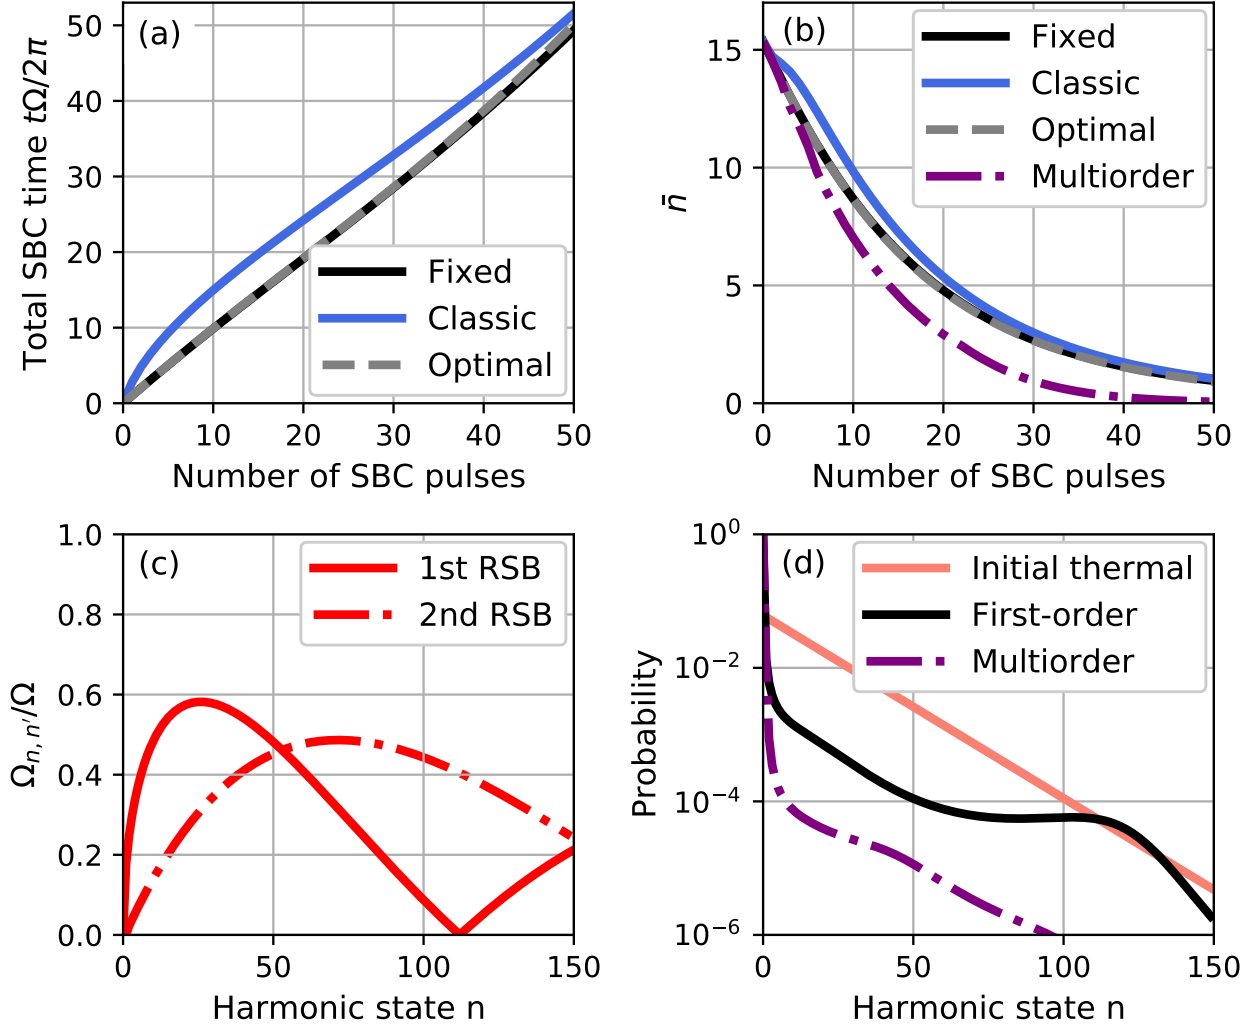 (a)
Total SBC time tΩ/2π
50
40
30
20
10
0
Fixed
Classic
Optimal
0 10 20 30 40 50
Number of SBC pulses
(b)
n̄
15
10
5
0
Fixed
Classic
Optimal
Multiorder
0 10 20 30 40 50
Number of SBC pulses
(c)
Ωn, n′/Ω
1.0
0.8
0.6
0.4
0.2
0.0
1st RSB
2nd RSB
0 50 100 150
Harmonic state n
(d)
Probability
10⁰
10⁻²
10⁻⁴
10⁻⁶
Initial thermal
First-order
Multiorder
0 50 100 150
Harmonic state n